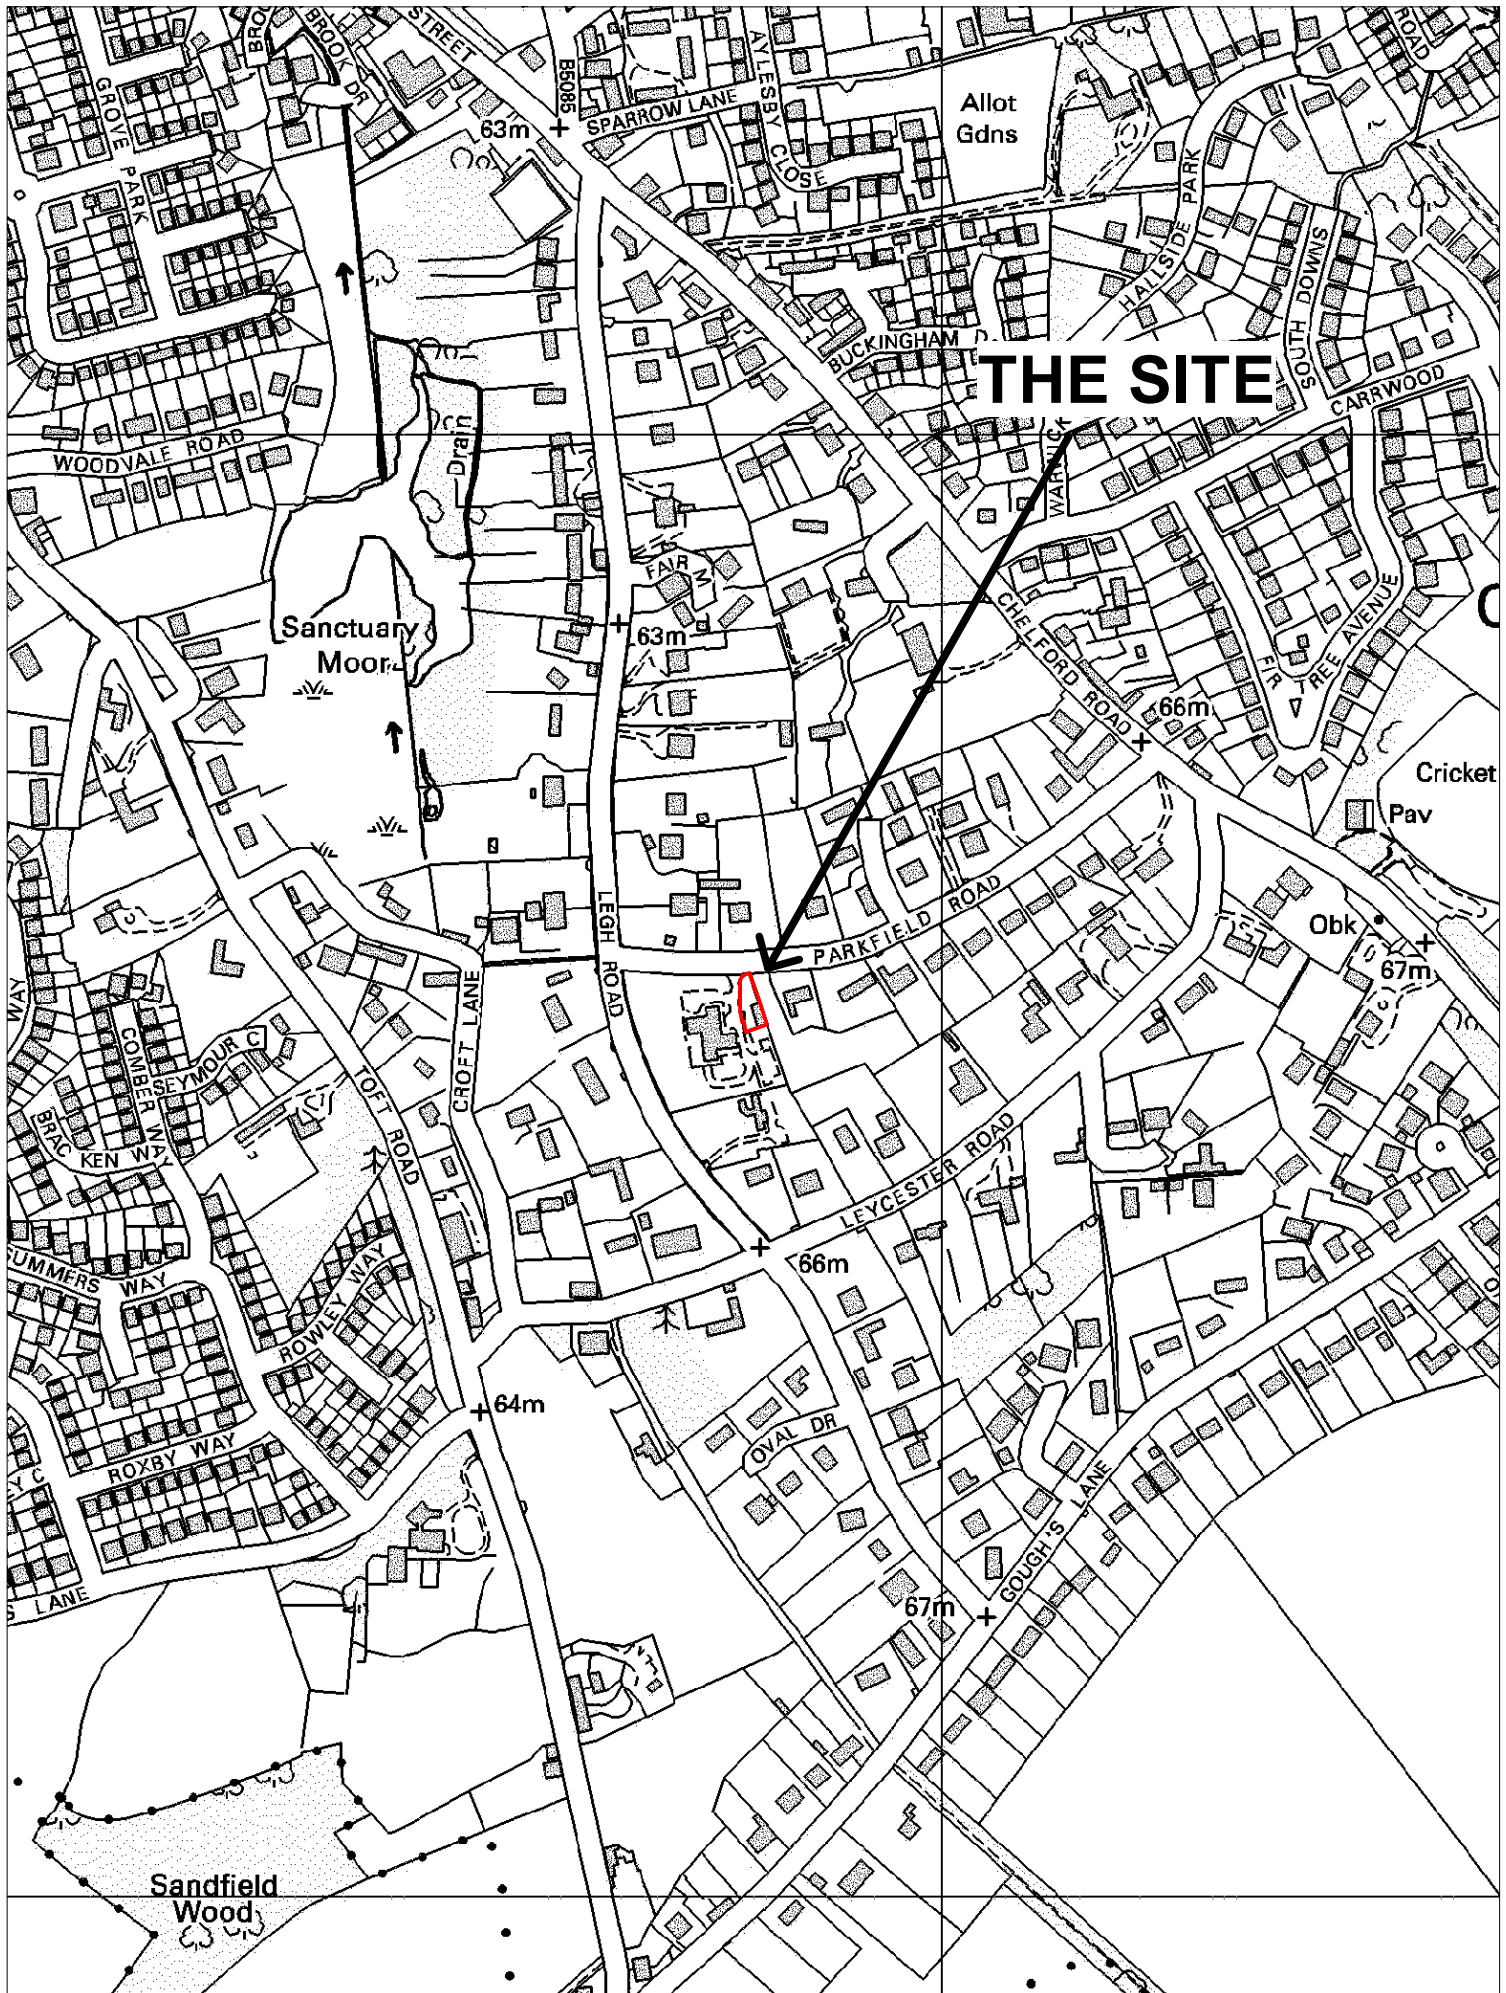 STREET
BROOK DR
B5085
AYLESBY CLOSE
SPARROW LANE
63m
Allot
Gdns
ROAD
GROVE PARK
HALLSIDE PARK
SOUTH DOWNS
BUCKINGHAM D
THE SITE
CARRWOOD
WARWICK
WOODVALE ROAD
Drain
FAIR M
CHELFORD ROAD
FIR TREE AVENUE
C
Sanctuary
Moor
63m
66m
Cricket
Pav
LEGH ROAD
PARKFIELD ROAD
Obk
67m
WAY
CROFT LANE
COMBER WAY
SEYMOUR C
TOFT ROAD
BRACKEN WAY
LEYCESTER ROAD
SUMMERS WAY
66m
ROWLEY WAY
64m
OVAL DR
ROXBY WAY
Y C
GOUGH'S LANE
S LANE
67m
Sandfield
Wood